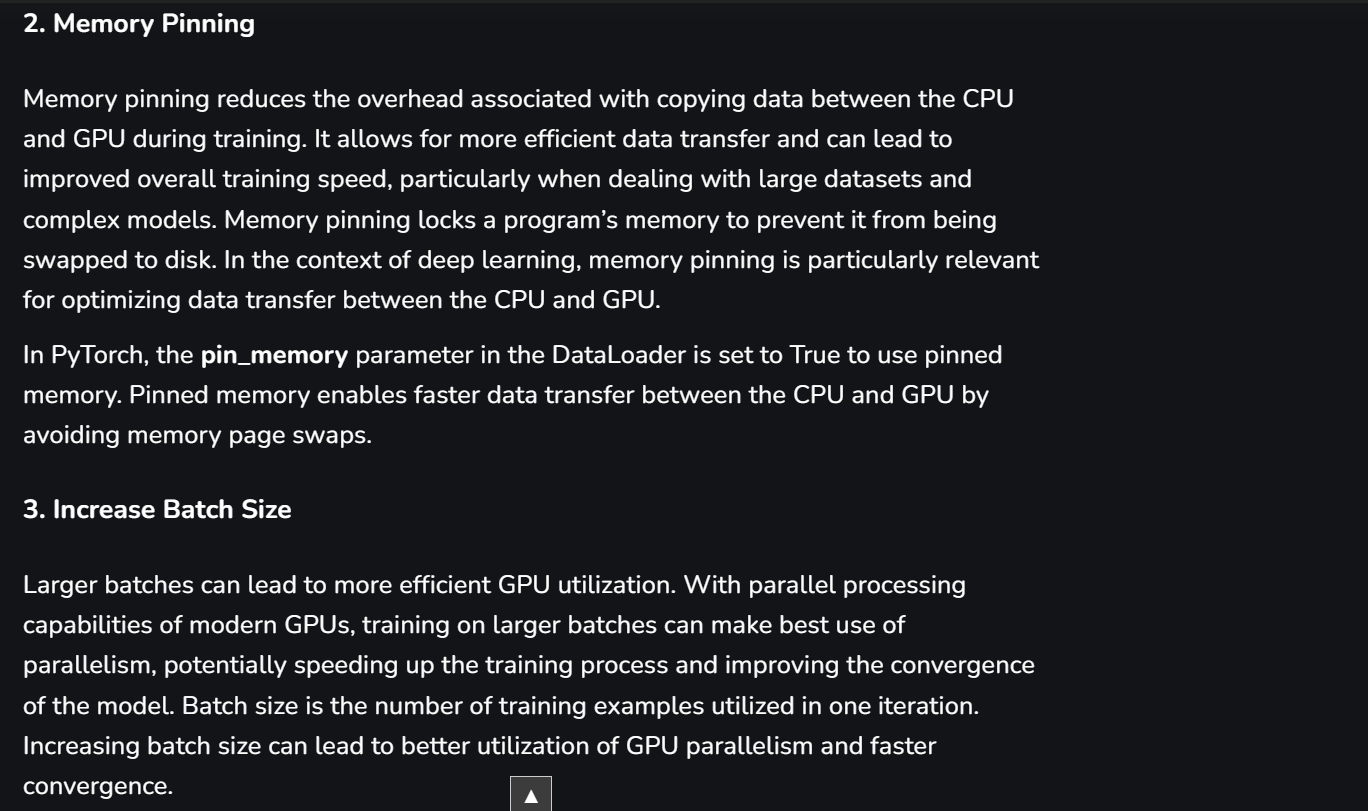 2. Memory Pinning
Memory pinning reduces the overhead associated with copying data between the CPU
and GPU during training. It allows for more efficient data transfer and can lead to
improved overall training speed, particularly when dealing with large datasets and
complex models. Memory pinning locks a program’s memory to prevent it from being
swapped to disk. In the context of deep learning, memory pinning is particularly relevant
for optimizing data transfer between the CPU and GPU.
In PyTorch, the pin_memory parameter in the DataLoader is set to True to use pinned
memory. Pinned memory enables faster data transfer between the CPU and GPU by
avoiding memory page swaps.
3. Increase Batch Size
Larger batches can lead to more efficient GPU utilization. With parallel processing
capabilities of modern GPUs, training on larger batches can make best use of
parallelism, potentially speeding up the training process and improving the convergence
of the model. Batch size is the number of training examples utilized in one iteration.
Increasing batch size can lead to better utilization of GPU parallelism and faster
convergence.